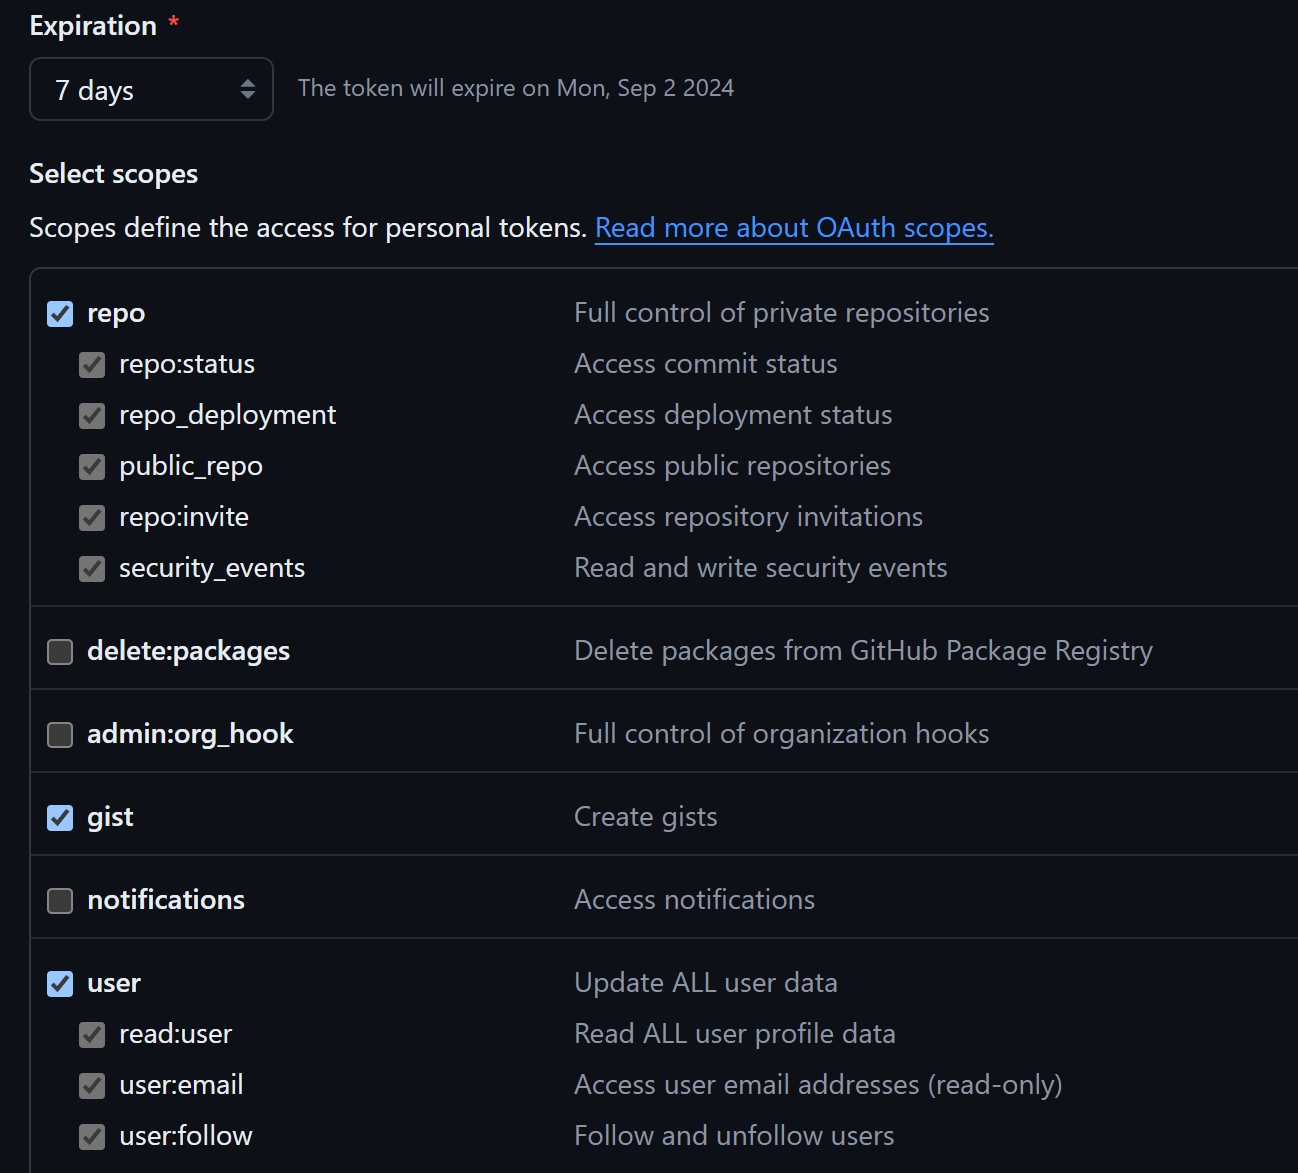 Expiration *
7 days The token will expire on Mon, Sep 2 2024
Select scopes
Scopes define the access for personal tokens. Read more about OAuth scopes.
repo Full control of private repositories
repo:status Access commit status
repo_deployment Access deployment status
public_repo Access public repositories
repo:invite Access repository invitations
security_events Read and write security events
delete:packages Delete packages from GitHub Package Registry
admin:org_hook Full control of organization hooks
gist Create gists
notifications Access notifications
user Update ALL user data
read:user Read ALL user profile data
user:email Access user email addresses (read-only)
user:follow Follow and unfollow users